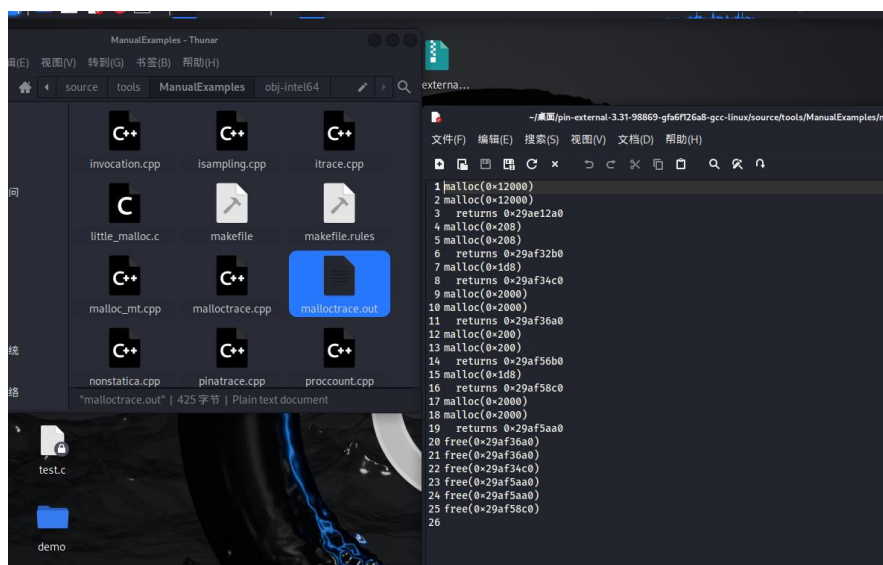 ManualExamples - Thunar
视图(V) 转到(G) 书签(B) 帮助(H)
source tools ManualExamples obj-intel64
invocation.cpp isampling.cpp itrace.cpp
little_malloc.c makefile makefile.rules
malloc_mt.cpp malloctrace.cpp malloctrace.out
nonstatica.cpp pinatrace.cpp proccount.cpp
"malloctrace.out" | 425 字节 | Plain text document
问
统
络
test.c
demo
externa...
~/桌面/pin-external-3.31-98869-gfa6f126a8-gcc-linux/source/tools/ManualExamples/
文件(F) 编辑(E) 搜索(S) 视图(V) 文档(D) 帮助(H)
1 malloc(0×12000)
2 malloc(0×12000)
3 returns 0×29ae12a0
4 malloc(0×208)
5 malloc(0×208)
6 returns 0×29af32b0
7 malloc(0×1d8)
8 returns 0×29af34c0
9 malloc(0×2000)
10 malloc(0×2000)
11 returns 0×29af36a0
12 malloc(0×200)
13 malloc(0×200)
14 returns 0×29af56b0
15 malloc(0×1d8)
16 returns 0×29af58c0
17 malloc(0×2000)
18 malloc(0×2000)
19 returns 0×29af5aa0
20 free(0×29af36a0)
21 free(0×29af36a0)
22 free(0×29af34c0)
23 free(0×29af5aa0)
24 free(0×29af5aa0)
25 free(0×29af58c0)
26